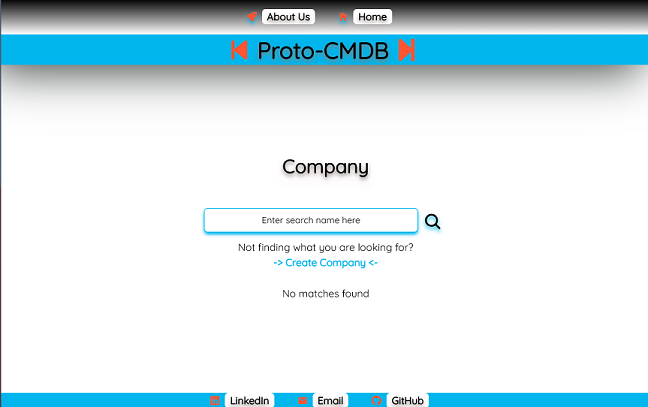 About Us Home
Proto-CMDB
Company
Enter search name here
Not finding what you are looking for?
-> Create Company <-
No matches found
LinkedIn Email GitHub